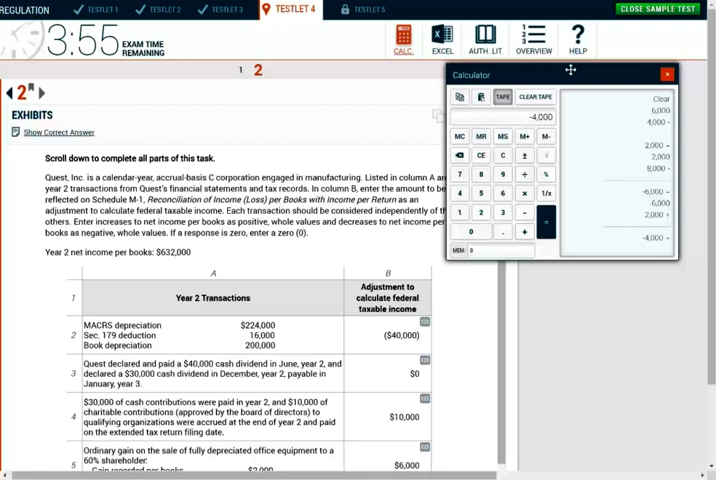 REGULATION
TESTLET 1
TESTLET 2
TESTLET 3
TESTLET 4
TESTLET 5
CLOSE SAMPLE TEST
3:55
EXAM TIME
REMAINING
CALC.
EXCEL
AUTH. LIT
OVERVIEW
HELP
1 2
2
EXHIBITS
Show Correct Answer
Scroll down to complete all parts of this task.
Quest, Inc. is a calendar-year, accrual-basis C corporation engaged in manufacturing. Listed in column A are
year 2 transactions from Quest's financial statements and tax records. In column B, enter the amount to be
reflected on Schedule M-1, Reconciliation of Income (Loss) per Books with Income per Return as an
adjustment to calculate federal taxable income. Each transaction should be considered independently of th
others. Enter increases to net income per books as positive, whole values and decreases to net income per
books as negative, whole values. If a response is zero, enter a zero (0).
Year 2 net income per books: $632,000
A B
1 Year 2 Transactions
Adjustment to
calculate federal
taxable income
2
MACRS depreciation $224,000
Sec. 179 deduction 16,000
Book depreciation 200,000
($40,000)
3
Quest declared and paid a $40,000 cash dividend in June, year 2, and
declared a $30,000 cash dividend in December, year 2, payable in
January, year 3.
$0
4
$30,000 of cash contributions were paid in year 2, and $10,000 of
charitable contributions (approved by the board of directors) to
qualifying organizations were accrued at the end of year 2 and paid
on the extended tax return filing date.
$10,000
5
Ordinary gain on the sale of fully depreciated office equipment to a
60% shareholder:
Gain recorded per books $2,000
$6,000
Calculator
×
TAPE
CLEAR TAPE
-4,000
MC MR MS M+ M-
CE C ± √
7 8 9 ÷ %
4 5 6 × 1/x
1 2 3 - =
0 . +
MEM: 0
Clear
6,000
4,000 -
2,000 =
2,000
8,000 -
-6,000 =
-6,000
2,000 +
-4,000 =